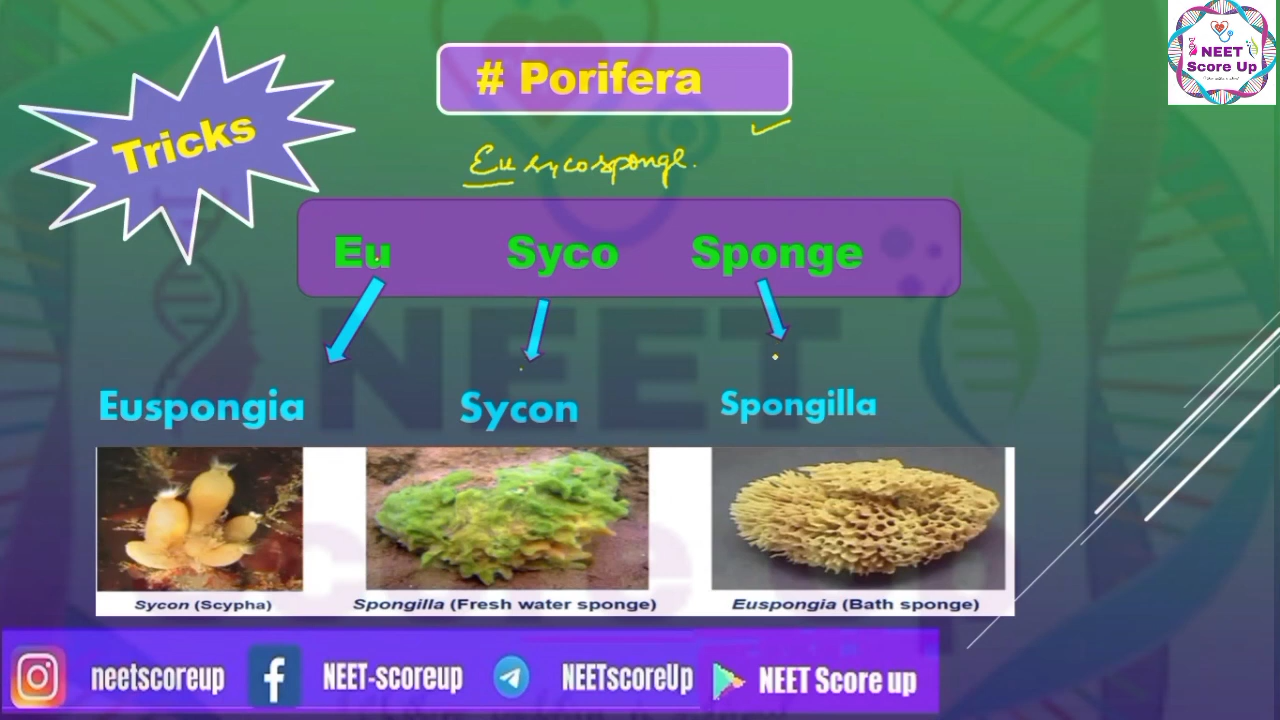 NEET
Score Up
# Porifera
Tricks
Eu sycosponge.
Eu Syco Sponge
NEET
Euspongia Sycon Spongilla
Sycon (Scypha) Spongilla (Fresh water sponge) Euspongia (Bath sponge)
neetscoreup NEET-scoreup NEETscoreUp NEET Score up